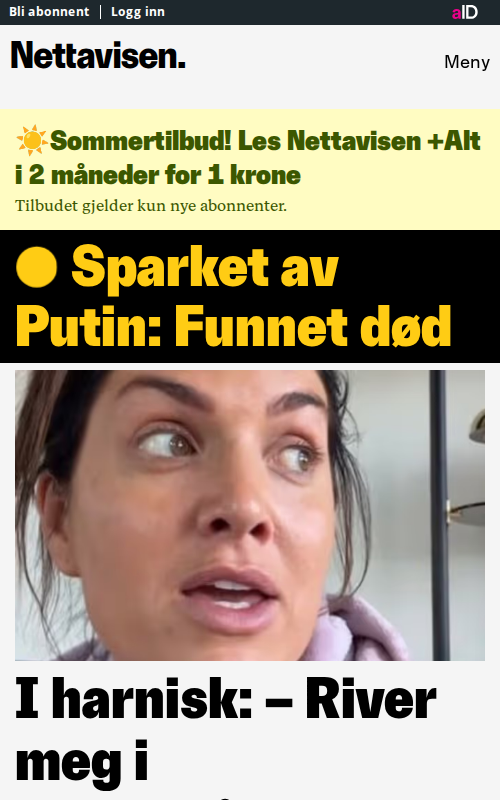 Bli abonnent | Logg inn
aID
Nettavisen.
Meny
☀️Sommertilbud! Les Nettavisen +Alt
i 2 måneder for 1 krone
Tilbudet gjelder kun nye abonnenter.
Sparket av
Putin: Funnet død
I harnisk: – River
meg i